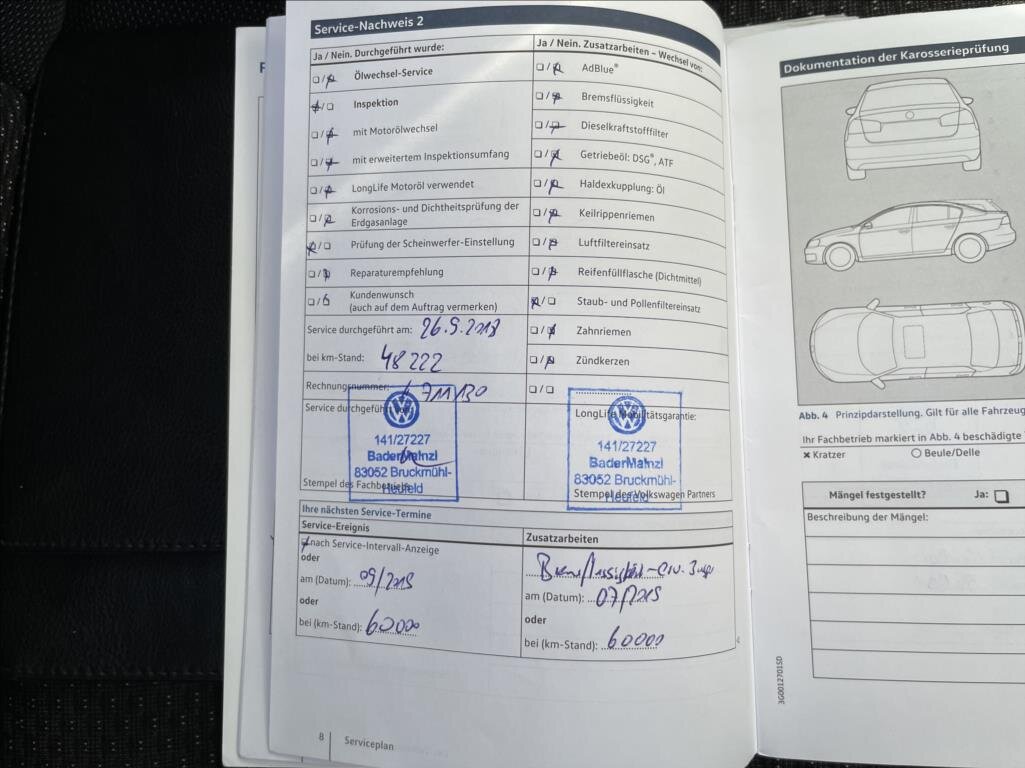 Service-Nachweis 2
Ja / Nein. Durchgeführt wurde:
Ölwechsel-Service
Inspektion
mit Motorölwechsel
mit erweitertem Inspektionsumfang
LongLife Motoröl verwendet
Korrosions- und Dichtheitsprüfung der
Erdgasanlage
Prüfung der Scheinwerfer-Einstellung
Reparaturempfehlung
Kundenwunsch
(auch auf dem Auftrag vermerken)
Service durchgeführt am: 26.9.2018
bei km-Stand: 48222
Rechnungsnummer:
Service durchgeführt
141/27227
BaderMainzl
83052 Bruckmühl-
Heufeld
Stempel des Fachbetriebs
Ja / Nein. Zusatzarbeiten – Wechsel von:
AdBlue®
Bremsflüssigkeit
Dieselkraftstofffilter
Getriebeöl: DSG®, ATF
Haldexkupplung: Öl
Keilrippenriemen
Luftfiltereinsatz
Reifenfüllflasche (Dichtmittel)
Staub- und Pollenfiltereinsatz
Zahnriemen
Zündkerzen
LongLife Mobilitätsgarantie:
141/27227
BaderMainzl
83052 Bruckmühl-
Heufeld
Stempel des Volkswagen Partners
Ihre nächsten Service-Termine
Service-Ereignis
nach Service-Intervall-Anzeige
oder
am (Datum): 09/2019
oder
bei (km-Stand): 60000
Zusatzarbeiten
Bremsflüssigkeit
am (Datum): 07/2019
oder
bei (km-Stand): 60000
8 Serviceplan
Dokumentation der Karosserieprüfung
Abb. 4 Prinzipdarstellung. Gilt für alle
Ihr Fachbetrieb markiert in Abb. 4 beschädigte
× Kratzer ○ Beule/Delle
Mängel festgestellt? Ja:
Beschreibung der Mängel:
3G0012701SD